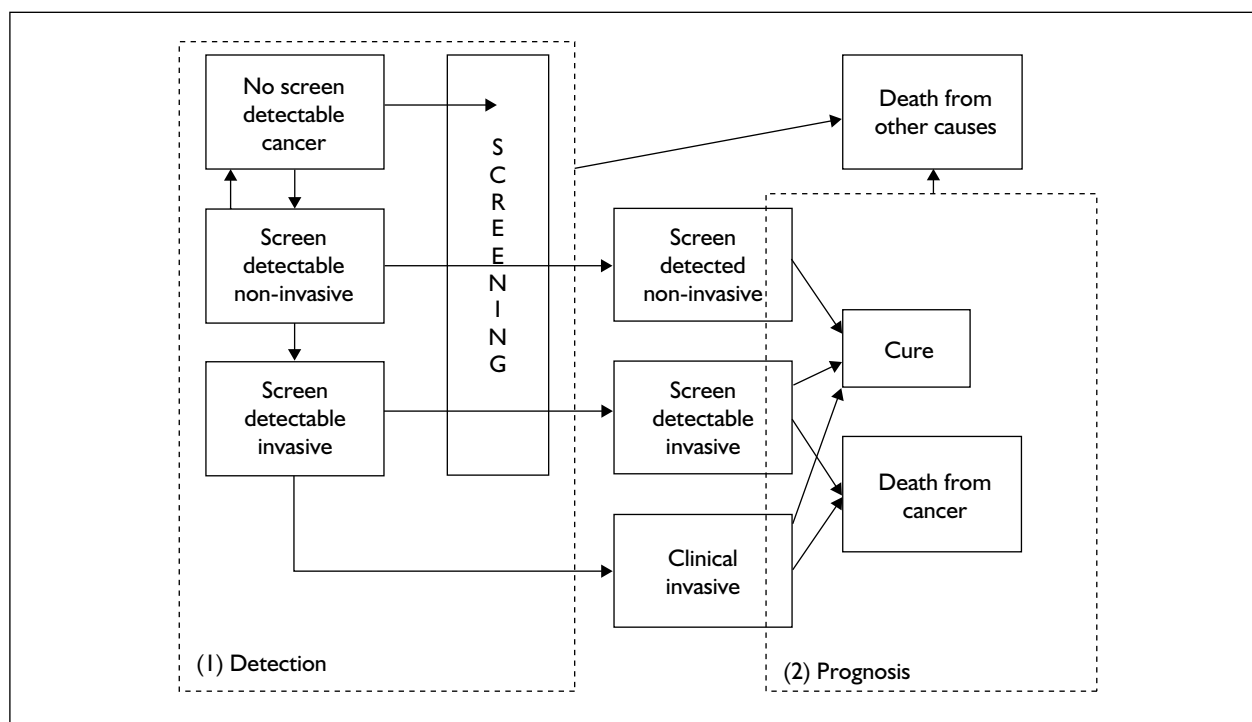 No screen
detectable
cancer
S
C
R
E
E
N
I
N
G
Death from
other causes
Screen
detectable
non-invasive
Screen
detected
non-invasive
Cure
Screen
detectable
invasive
Screen
detectable
invasive
Death from
cancer
Clinical
invasive
(1) Detection
(2) Prognosis